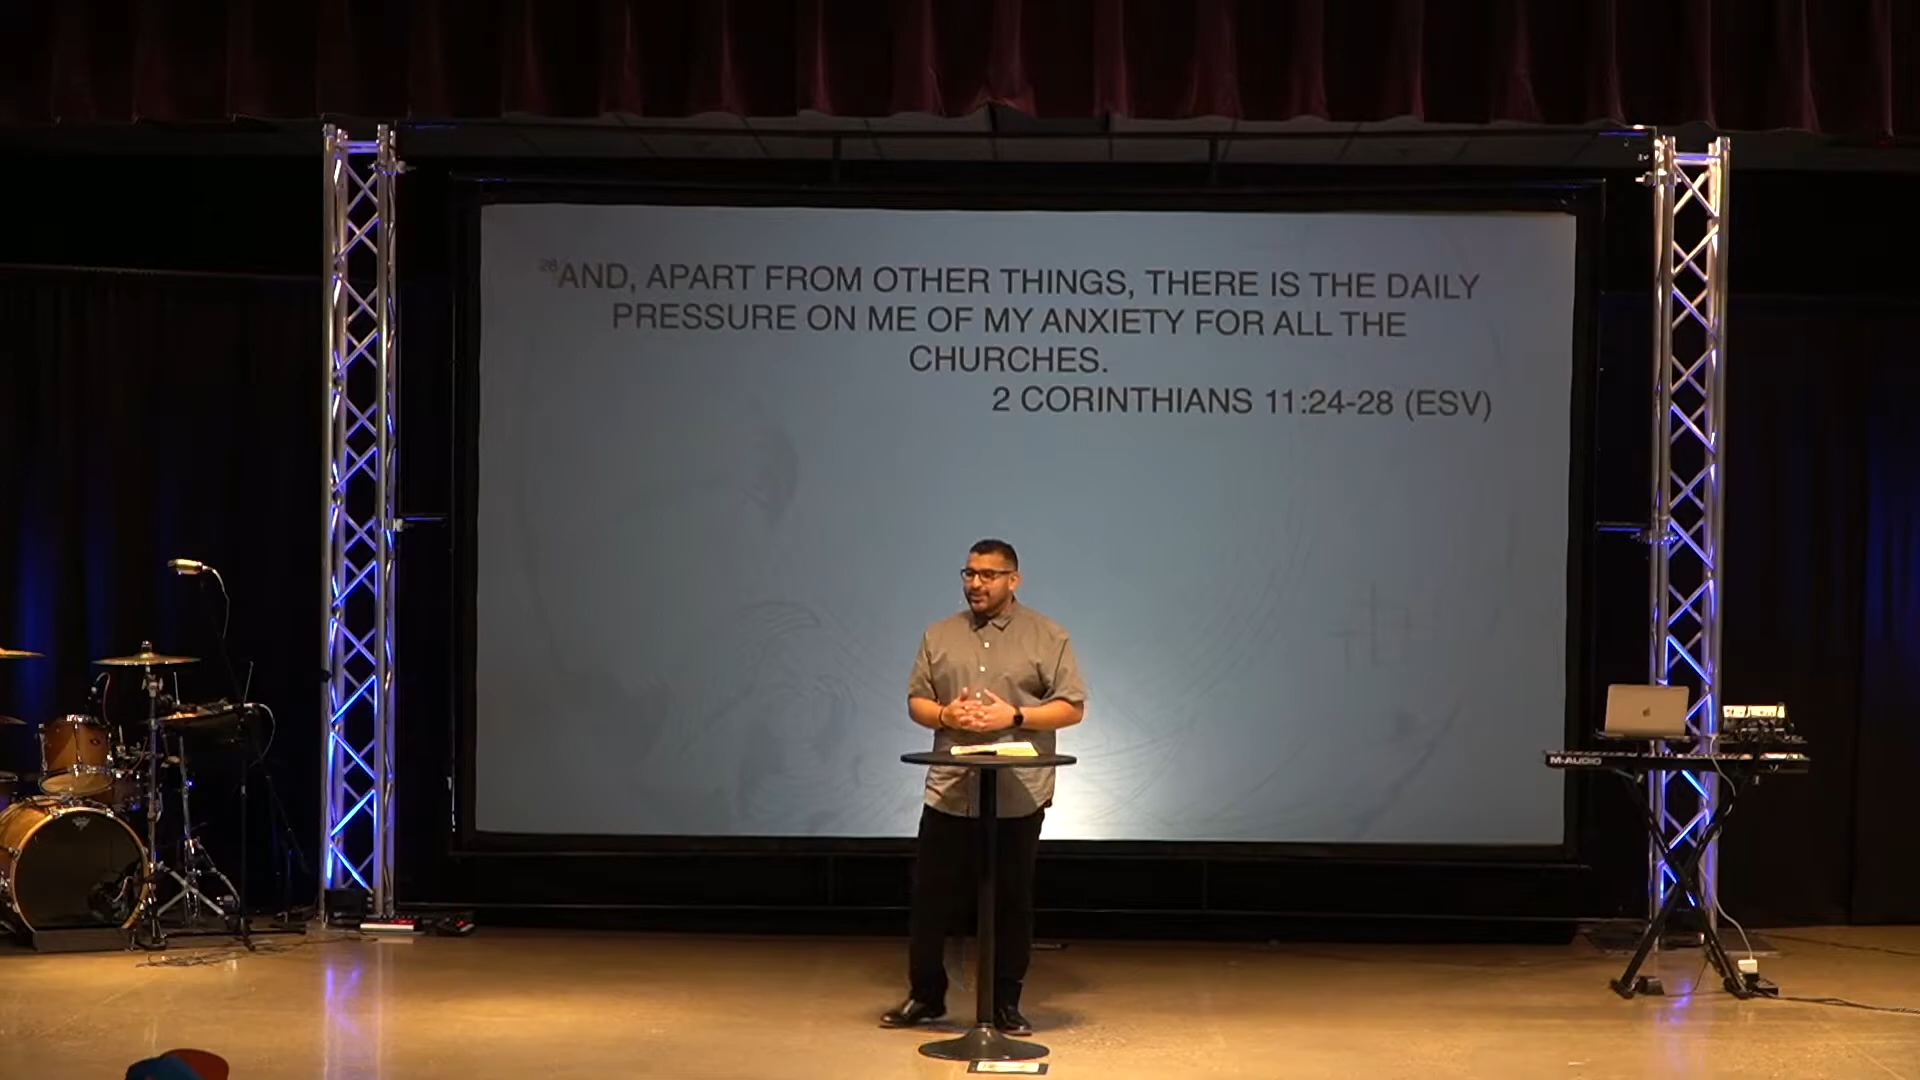 28AND, APART FROM OTHER THINGS, THERE IS THE DAILY
PRESSURE ON ME OF MY ANXIETY FOR ALL THE
CHURCHES.
2 CORINTHIANS 11:24-28 (ESV)
M-AUDIO